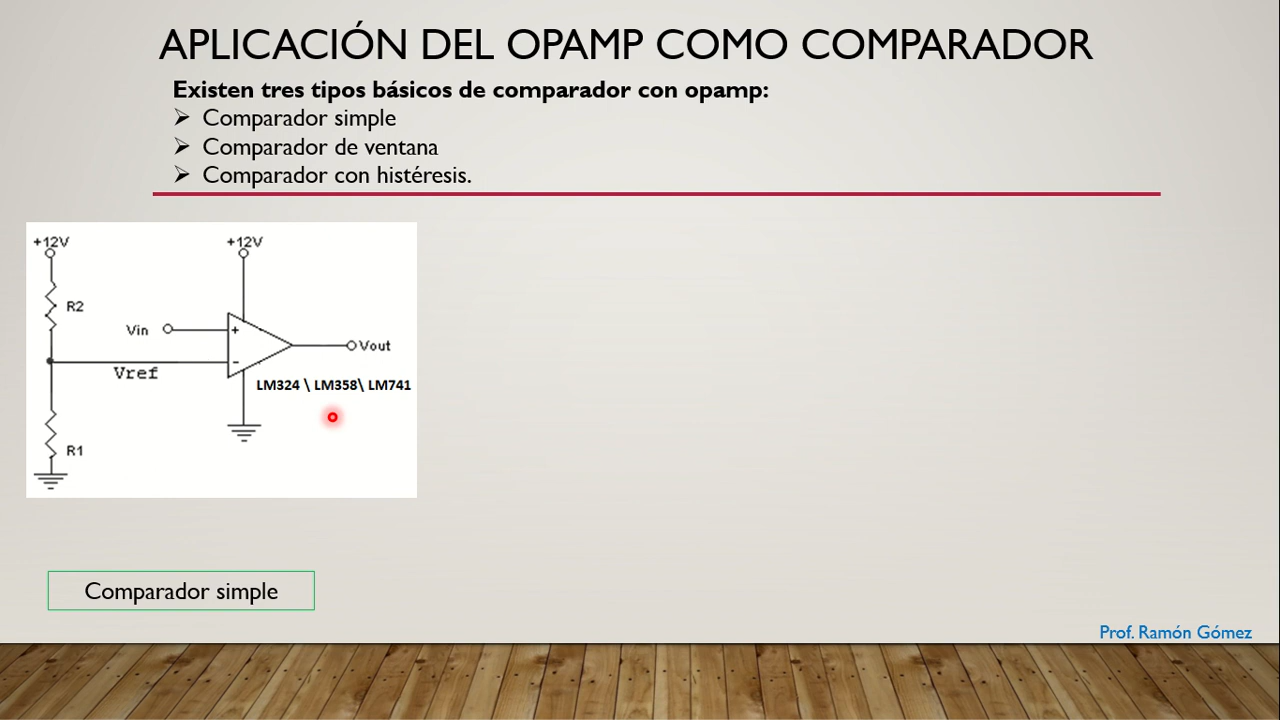 APLICACIÓN DEL OPAMP COMO COMPARADOR
Existen tres tipos básicos de comparador con opamp:
Comparador simple
Comparador de ventana
Comparador con histéresis.
+12V
+12V
R2
Vin
+
Vout
-
Vref
LM324 \ LM358\ LM741
R1
Comparador simple
Prof. Ramón Gómez